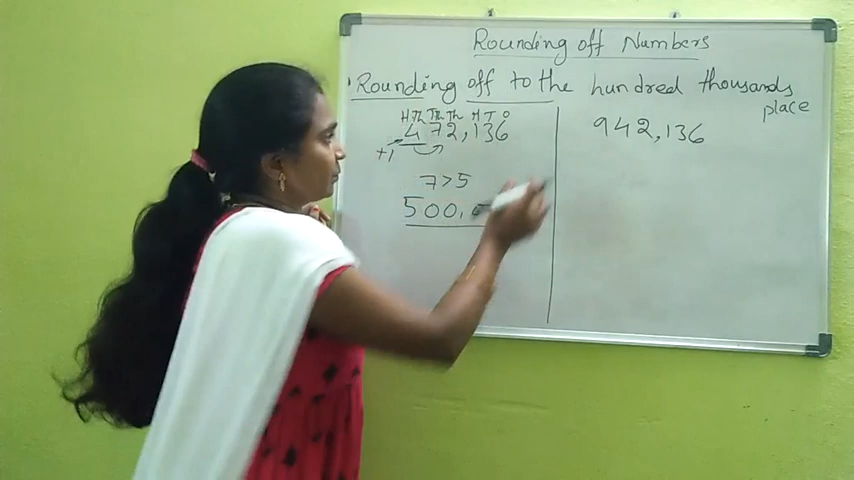 Rounding off Numbers
Rounding off to the hundred thousands
place
H.Th T.Th Th H T O
472,136
+1
7>5
500,0
942,136